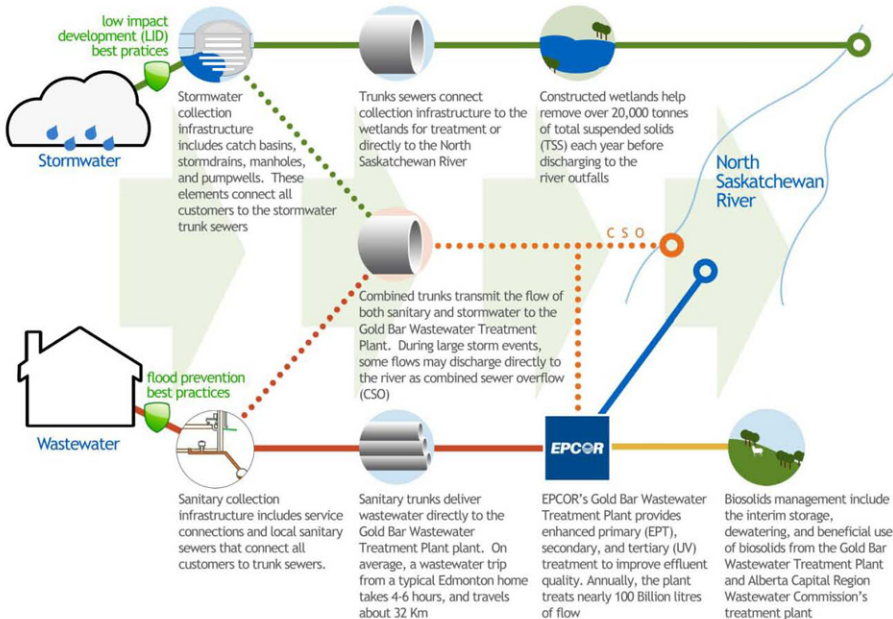 low impact
development (LID)
best pratices
Stormwater
Stormwater
collection
infrastructure
includes catch basins,
stormdrains, manholes,
and pumpwells. These
elements connect all
customers to the stormwater
trunk sewers
Trunks sewers connect
collection infrastructure to the
wetlands for treatment or
directly to the North
Saskatchewan River
Constructed wetlands help
remove over 20,000 tonnes
of total suspended solids
(TSS) each year before
discharging to the
river outfalls
North
Saskatchewan
River
CSO
Combined trunks transmit the flow of
both sanitary and stormwater to the
Gold Bar Wastewater Treatment
Plant. During large storm events,
some flows may discharge directly to
the river as combined sewer overflow
(CSO)
flood prevention
best practices
Wastewater
Sanitary collection
infrastructure includes service
connections and local sanitary
sewers that connect all
customers to trunk sewers.
Sanitary trunks deliver
wastewater directly to the
Gold Bar Wastewater
Treatment Plant plant. On
average, a wastewater trip
from a typical Edmonton home
takes 4-6 hours, and travels
about 32 Km
EPCOR
EPCOR's Gold Bar Wastewater
Treatment Plant provides
enhanced primary (EPT),
secondary, and tertiary (UV)
treatment to improve effluent
quality. Annually, the plant
treats nearly 100 Billion litres
of flow
Biosolids management include
the interim storage,
dewatering, and beneficial use
of biosolids from the Gold Bar
Wastewater Treatment Plant
and Alberta Capital Region
Wastewater Commission's
treatment plant